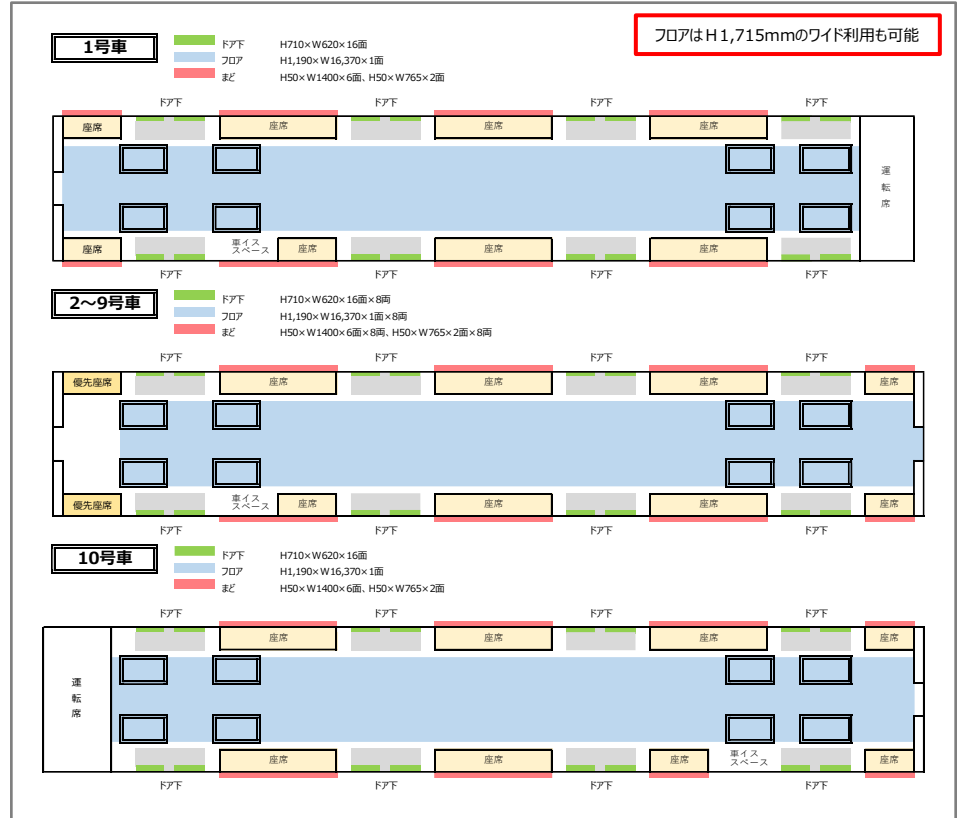 フロアはH1,715mmのワイド利用も可能
1号車
ドア下 H710×W620×16面
フロア H1,190×W16,370×1面
まど H50×W1400×6面、H50×W765×2面
ドア下 ドア下 ドア下 ドア下
座席 座席 座席 座席
運転席
座席 車イススペース 座席 座席 座席
ドア下 ドア下 ドア下 ドア下
2～9号車
ドア下 H710×W620×16面×8両
フロア H1,190×W16,370×1面×8両
まど H50×W1400×6面×8両、H50×W765×2面×8両
ドア下 ドア下 ドア下 ドア下
優先座席 座席 座席 座席 座席
優先座席 車イススペース 座席 座席 座席 座席
ドア下 ドア下 ドア下 ドア下
10号車
ドア下 H710×W620×16面
フロア H1,190×W16,370×1面
まど H50×W1400×6面、H50×W765×2面
ドア下 ドア下 ドア下 ドア下
座席 座席 座席 座席
運転席
座席 座席 座席 車イススペース 座席
ドア下 ドア下 ドア下 ドア下